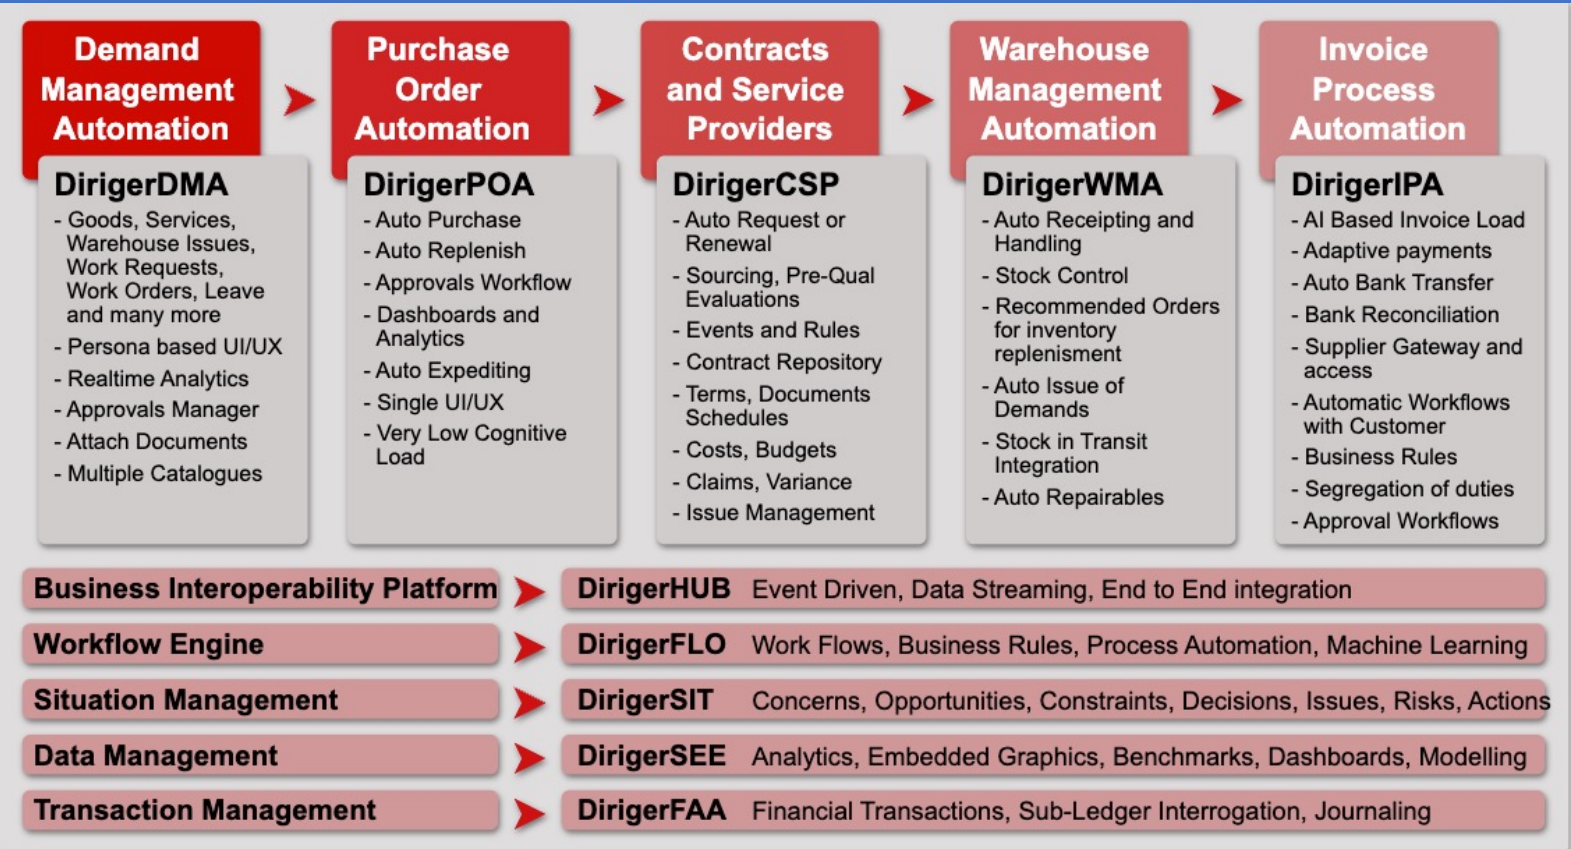 Demand
Management
Automation
DirigerDMA
- Goods, Services,
Warehouse Issues,
Work Requests,
Work Orders, Leave
and many more
- Persona based UI/UX
- Realtime Analytics
- Approvals Manager
- Attach Documents
- Multiple Catalogues
Purchase
Order
Automation
DirigerPOA
- Auto Purchase
- Auto Replenish
- Approvals Workflow
- Dashboards and
Analytics
- Auto Expediting
- Single UI/UX
- Very Low Cognitive
Load
Contracts
and Service
Providers
DirigerCSP
- Auto Request or
Renewal
- Sourcing, Pre-Qual
Evaluations
- Events and Rules
- Contract Repository
- Terms, Documents
Schedules
- Costs, Budgets
- Claims, Variance
- Issue Management
Warehouse
Management
Automation
DirigerWMA
- Auto Receipting and
Handling
- Stock Control
- Recommended Orders
for inventory
replenisment
- Auto Issue of
Demands
- Stock in Transit
Integration
- Auto Repairables
Invoice
Process
Automation
DirigerIPA
- AI Based Invoice Load
- Adaptive payments
- Auto Bank Transfer
- Bank Reconciliation
- Supplier Gateway and
access
- Automatic Workflows
with Customer
- Business Rules
- Segregation of duties
- Approval Workflows
Business Interoperability Platform
DirigerHUB Event Driven, Data Streaming, End to End integration
Workflow Engine
DirigerFLO Work Flows, Business Rules, Process Automation, Machine Learning
Situation Management
DirigerSIT Concerns, Opportunities, Constraints, Decisions, Issues, Risks, Actions
Data Management
DirigerSEE Analytics, Embedded Graphics, Benchmarks, Dashboards, Modelling
Transaction Management
DirigerFAA Financial Transactions, Sub-Ledger Interrogation, Journaling